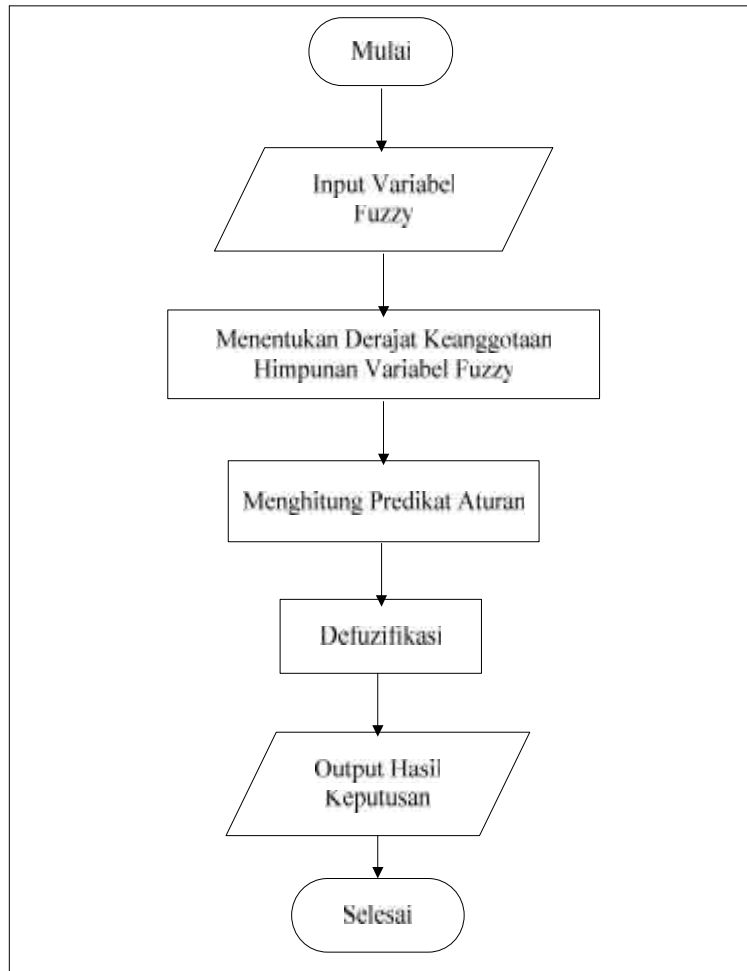 Mulai
Input Variabel
Fuzzy
Menentukan Derajat Keanggotaan
Himpunan Variabel Fuzzy
Menghitung Predikat Aturan
Defuzifikasi
Output Hasil
Keputusan
Selesai